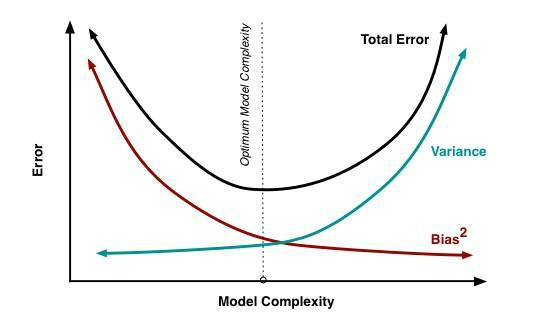 Total Error
Optimum Model Complexity
Error
Variance
Bias²
Model Complexity